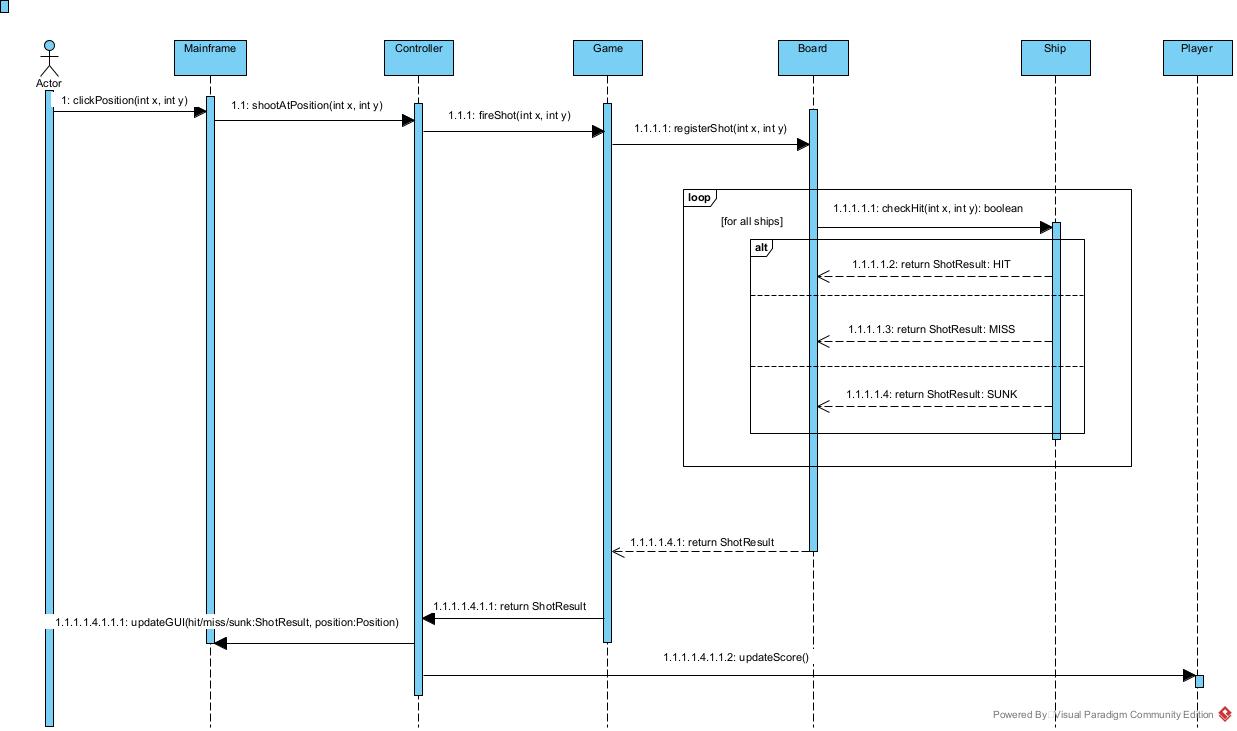 Mainframe
Controller
Game
Board
Ship
Player
Actor
1: clickPosition(int x, int y)
1.1: shootAtPosition(int x, int y)
1.1.1: fireShot(int x, int y)
1.1.1.1: registerShot(int x, int y)
loop
[for all ships]
1.1.1.1.1: checkHit(int x, int y): boolean
alt
1.1.1.1.2: return ShotResult: HIT
1.1.1.1.3: return ShotResult: MISS
1.1.1.1.4: return ShotResult: SUNK
1.1.1.1.4.1: return ShotResult
1.1.1.1.4.1.1: return ShotResult
1.1.1.1.4.1.1.1: updateGUI(hit/miss/sunk:ShotResult, position:Position)
1.1.1.1.4.1.1.2: updateScore()
Powered By: Visual Paradigm Community Edition